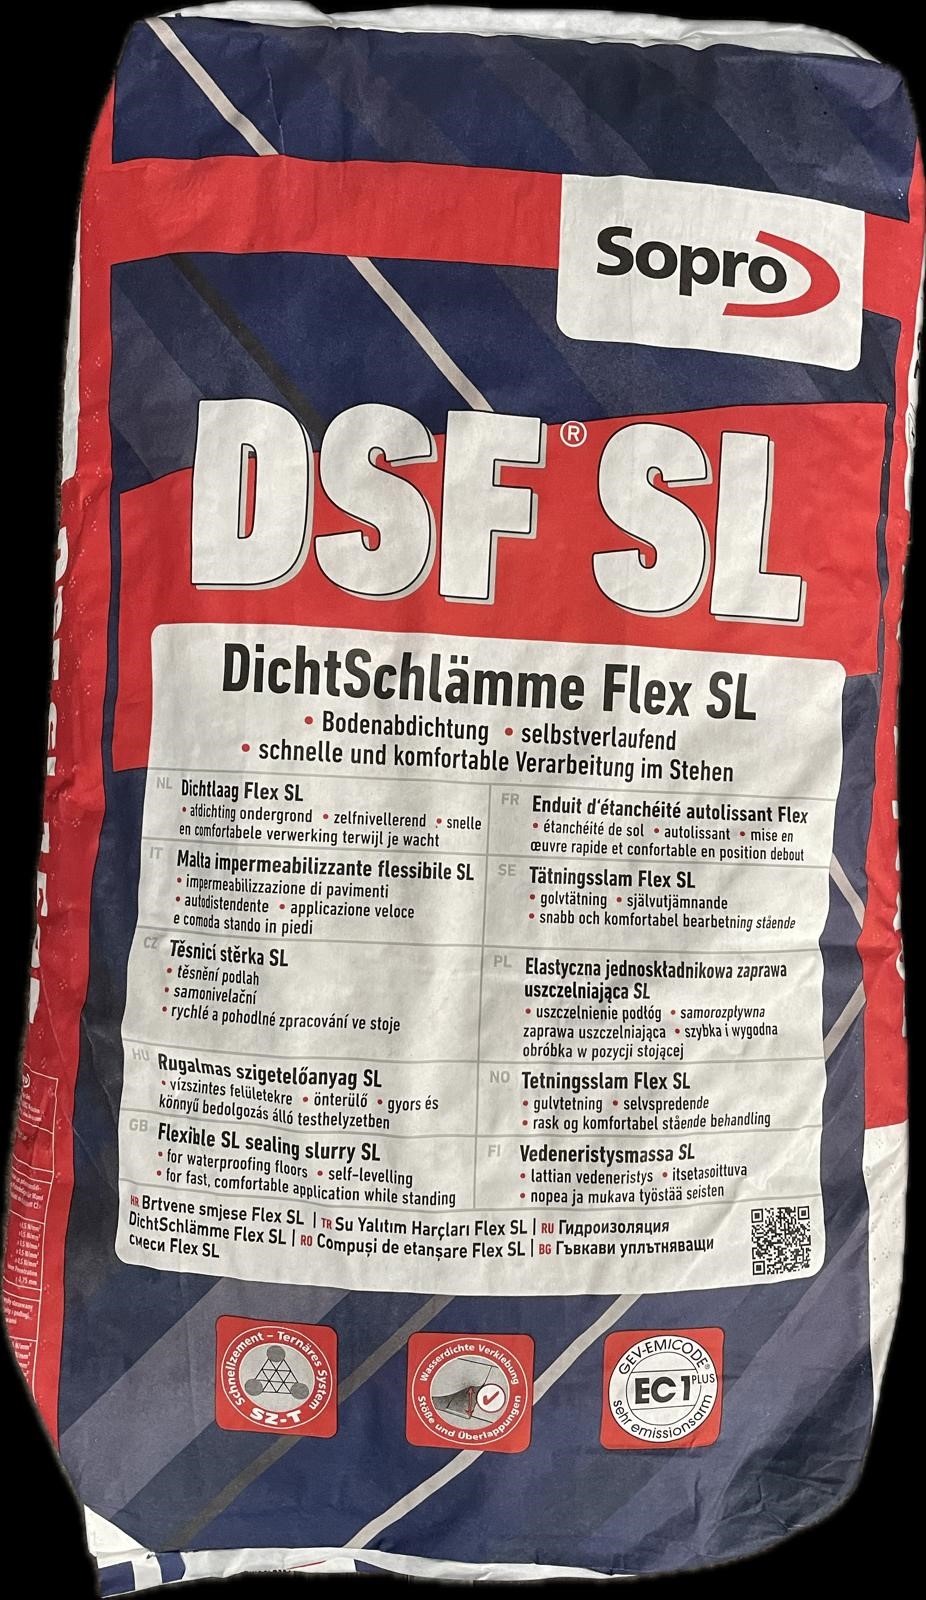 Sopro
DSF® SL
DichtSchlämme Flex SL
• Bodenabdichtung • selbstverlaufend
• schnelle und komfortable Verarbeitung im Stehen
NL Dichtlaag Flex SL
• afdichting ondergrond • zelfnivellerend • snelle
en comfortabele verwerking terwijl je wacht
FR Enduit d'étanchéité autolissant Flex
• étanchéité de sol • autolissant • mise en
œuvre rapide et confortable en position debout
IT Malta impermeabilizzante flessibile SL
• impermeabilizzazione di pavimenti
• autodistendente • applicazione veloce
e comoda stando in piedi
SE Tätningsslam Flex SL
• golvtätning • självutjämnande
• snabb och komfortabel bearbetning stående
CZ Těsnicí stěrka SL
• těsnění podlah
• samonivelační
• rychlé a pohodlné zpracování ve stoje
PL Elastyczna jednoskładnikowa zaprawa
uszczelniająca SL
• uszczelnienie podłóg • samorozpływna
zaprawa uszczelniająca • szybka i wygodna
obróbka w pozycji stojącej
HU Rugalmas szigetelőanyag SL
• vízszintes felületekre • önterülő • gyors és
könnyű bedolgozás álló testhelyzetben
NO Tetningsslam Flex SL
• gulvtetning • selvspredende
• rask og komfortabel stående behandling
GB Flexible SL sealing slurry SL
• for waterproofing floors • self-levelling
• for fast, comfortable application while standing
FI Vedeneristysmassa SL
• lattian vedeneristys • itsetasoittuva
• nopea ja mukava työstää seisten
HR Brtvene smjese Flex SL | TR Su Yalıtım Harçları Flex SL | RU Гидроизоляция
DichtSchlämme Flex SL | RO Compuși de etanșare Flex SL | BG Гъвкави уплътняващи
смеси Flex SL
Schnellzement – Ternäres System
SZ-T
Wasserdichte Verklebung
Stöße und Überlappungen
GEV-EMICODE®
EC1 PLUS
sehr emissionsarm